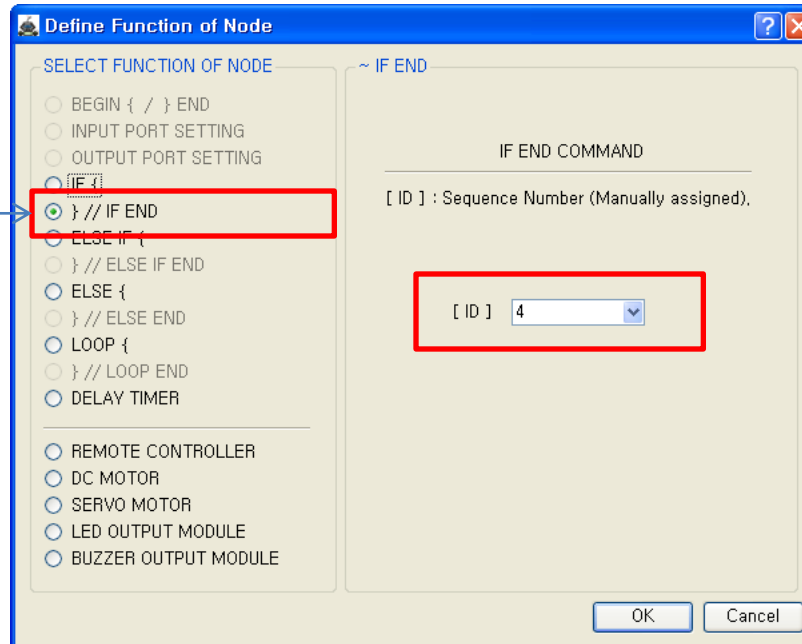 Define Function of Node
SELECT FUNCTION OF NODE
BEGIN { / } END
INPUT PORT SETTING
OUTPUT PORT SETTING
IF {
} // IF END
ELSE IF {
} // ELSE IF END
ELSE {
} // ELSE END
LOOP {
} // LOOP END
DELAY TIMER
REMOTE CONTROLLER
DC MOTOR
SERVO MOTOR
LED OUTPUT MODULE
BUZZER OUTPUT MODULE
~ IF END
IF END COMMAND
[ ID ] : Sequence Number (Manually assigned),
[ ID ] 4
OK
Cancel